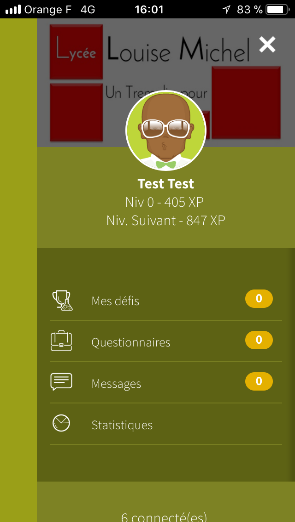 Orange F 4G 16:01 83 %
Lycée Louise Michel
Un Trem pour
Test Test
Niv 0 - 405 XP
Niv. Suivant - 847 XP
Mes défis 0
Questionnaires 0
Messages 0
Statistiques
6 connecté(es)